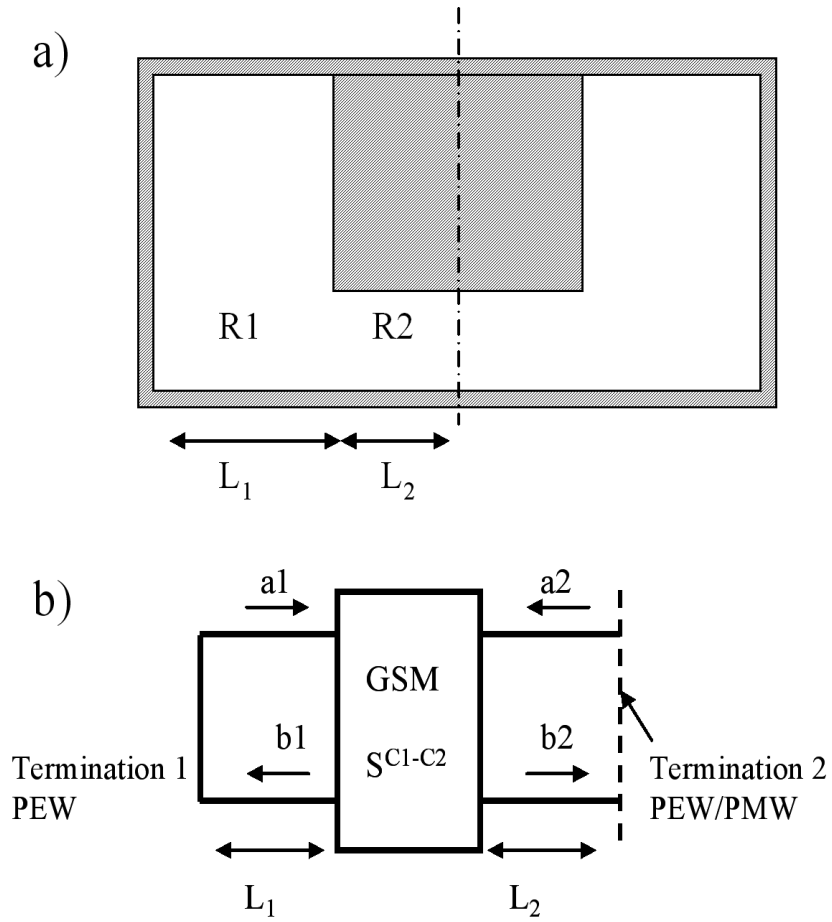 a)
R1
R2
L1
L2
b)
a1
a2
GSM
S^C1-C2
b1
b2
Termination 1
PEW
Termination 2
PEW/PMW
L1
L2